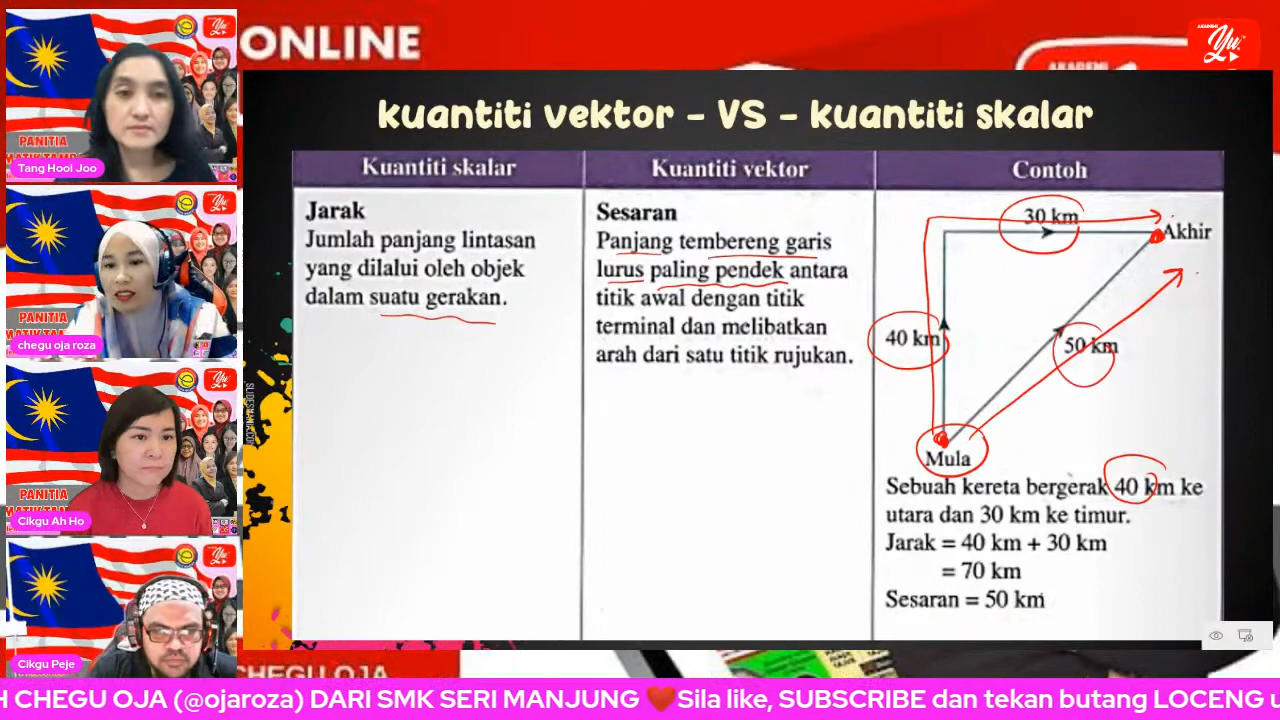 ONLINE
AKADEMI
YU
AKADEMI
PANITIA
Tang Hooi Joo
chegu oja roza
PANITIA
Cikgu Ah Ho
Cikgu Peje
kuantiti vektor - VS - kuantiti skalar
Kuantiti skalar
Kuantiti vektor
Contoh
Jarak
Jumlah panjang lintasan
yang dilalui oleh objek
dalam suatu gerakan.
Sesaran
Panjang tembereng garis
lurus paling pendek antara
titik awal dengan titik
terminal dan melibatkan
arah dari satu titik rujukan.
30 km
Akhir
40 km
50 km
Mula
Sebuah kereta bergerak 40 km ke
utara dan 30 km ke timur.
Jarak = 40 km + 30 km
= 70 km
Sesaran = 50 km
SLIDESMANIA.COM
CHEGU OJA
H CHEGU OJA (@ojaroza) DARI SMK SERI MANJUNG ❤️Sila like, SUBSCRIBE dan tekan butang LOCENG u